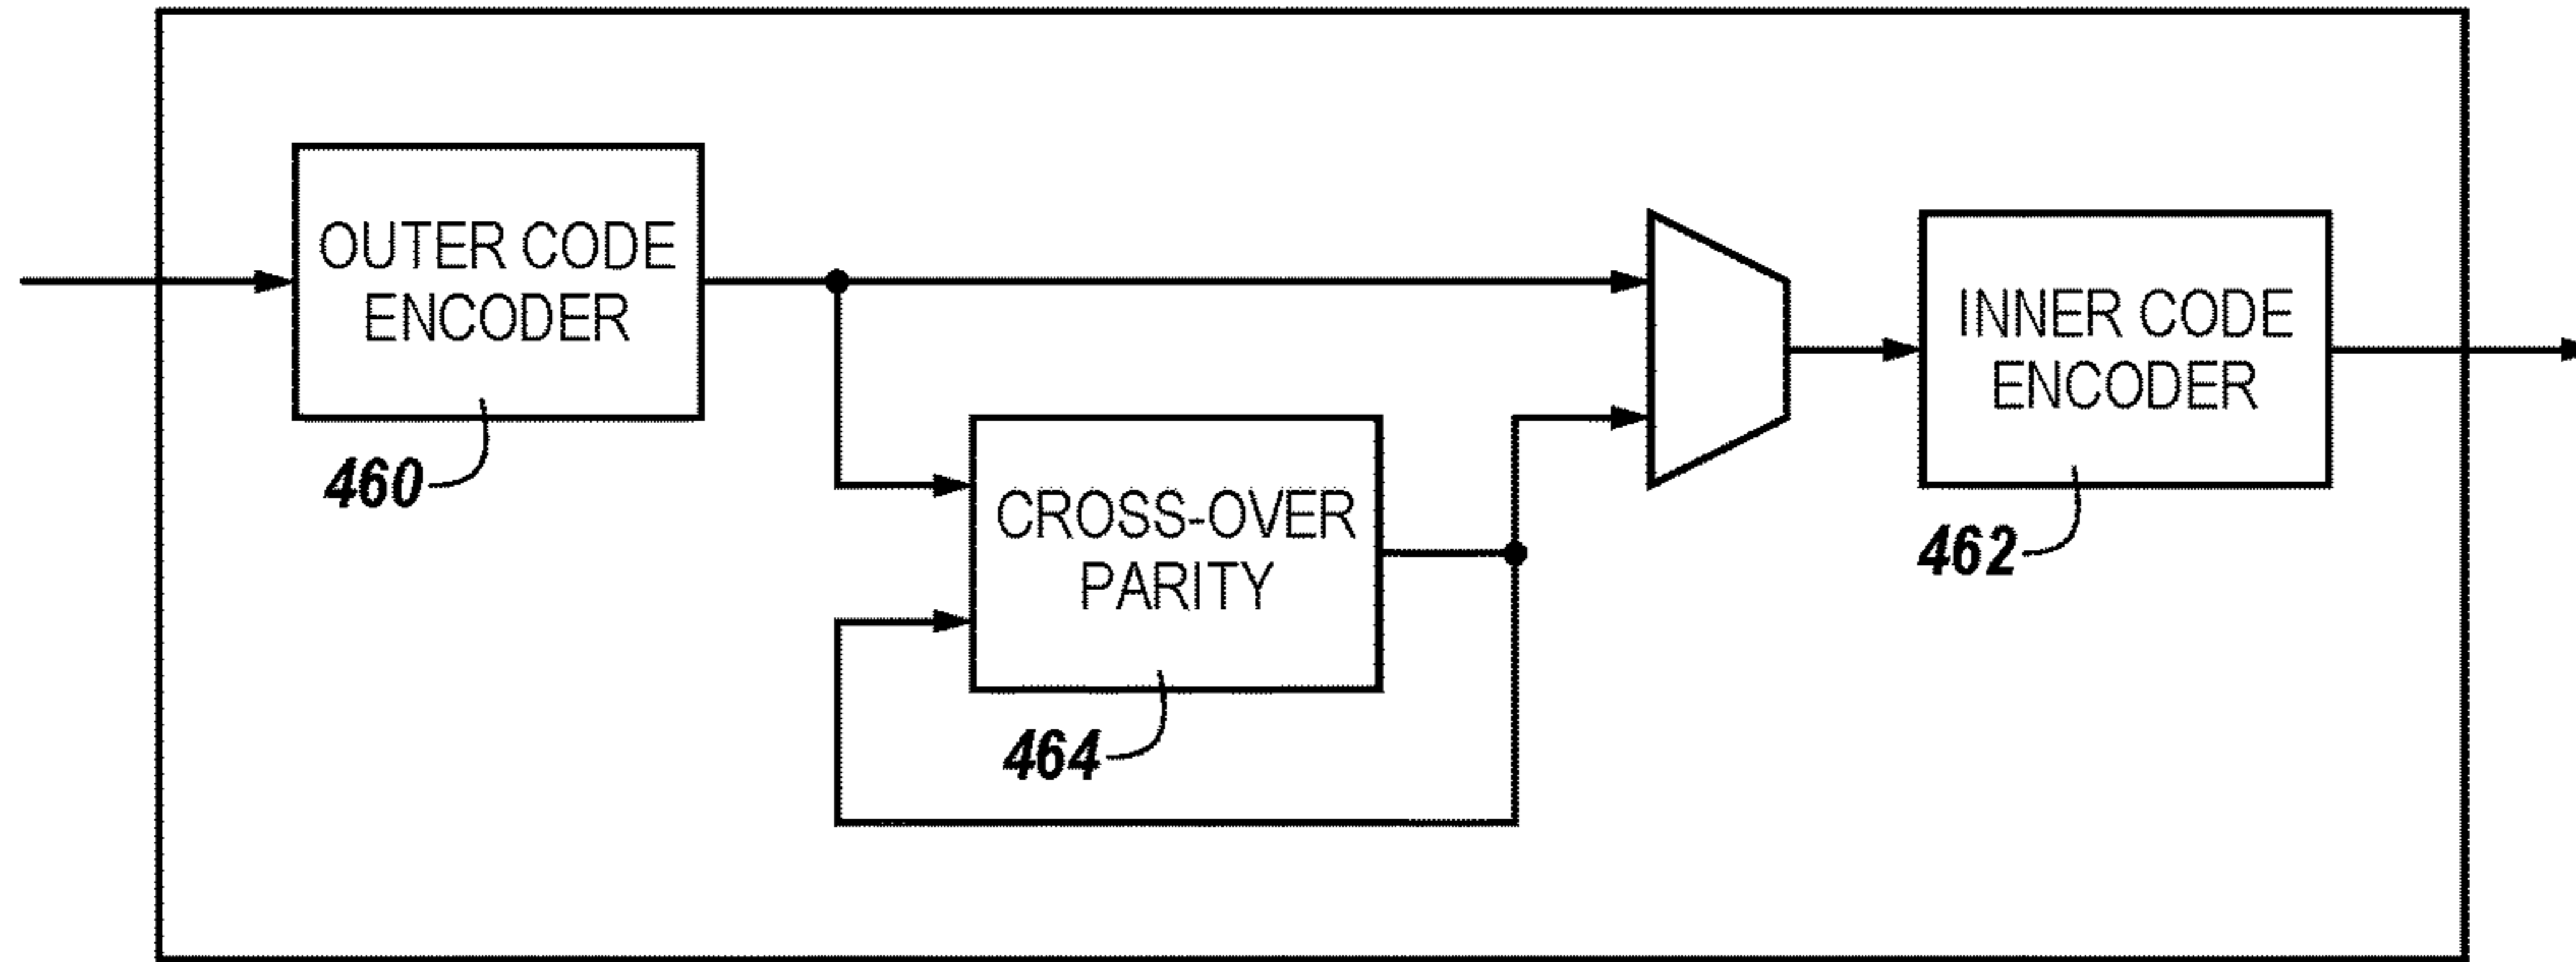 OUTER CODE
ENCODER
460
CROSS-OVER
PARITY
464
INNER CODE
ENCODER
462